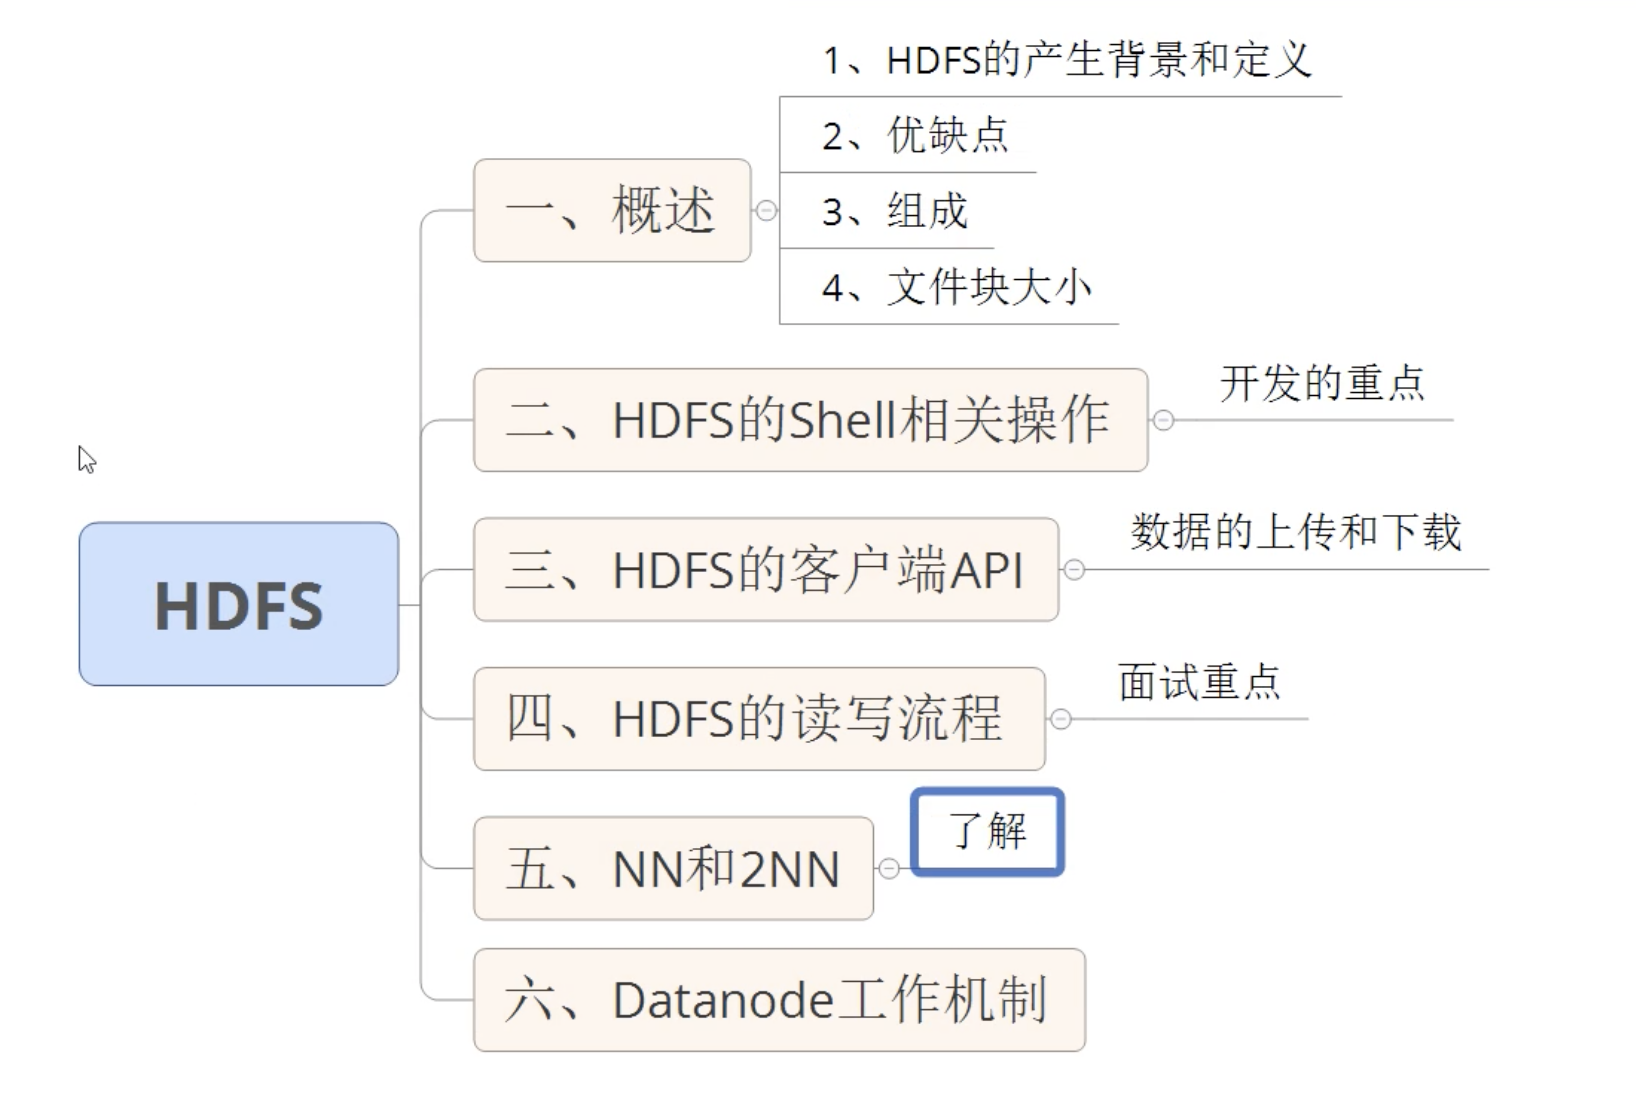 HDFS
一、概述
1、HDFS的产生背景和定义
2、优缺点
3、组成
4、文件块大小
二、HDFS的Shell相关操作
开发的重点
三、HDFS的客户端API
数据的上传和下载
四、HDFS的读写流程
面试重点
五、NN和2NN
了解
六、Datanode工作机制